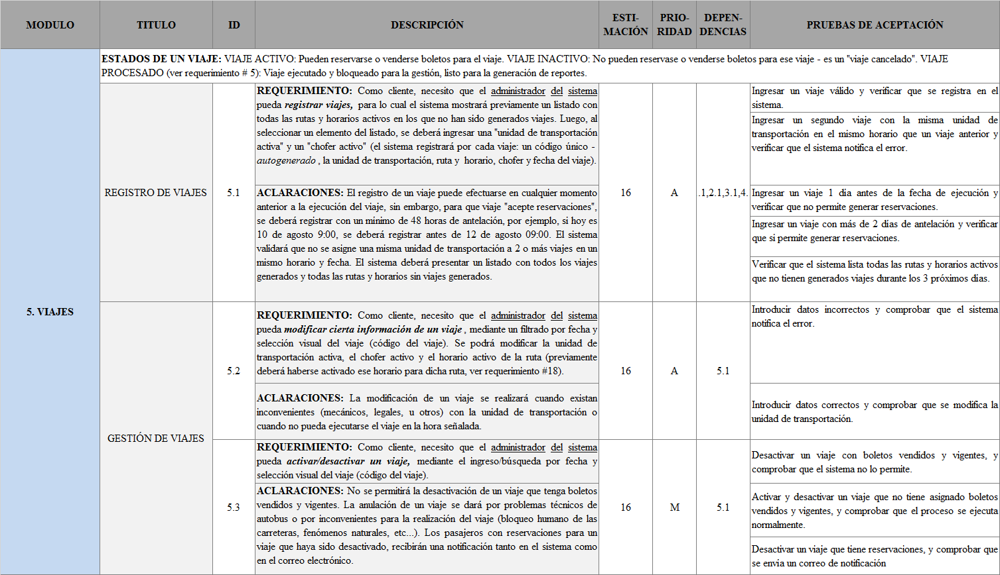 MODULO
TITULO
ID
DESCRIPCIÓN
ESTI-
MACIÓN
PRIO-
RIDAD
DEPEN-
DENCIAS
PRUEBAS DE ACEPTACIÓN
5. VIAJES
ESTADOS DE UN VIAJE: VIAJE ACTIVO: Pueden reservarse o venderse boletos para el viaje. VIAJE INACTIVO: No pueden reservase o venderse boletos para ese viaje - es un "viaje cancelado". VIAJE
PROCESADO (ver requerimiento # 5): Viaje ejecutado y bloqueado para la gestión, listo para la generación de reportes.
REGISTRO DE VIAJES
5.1
REQUERIMIENTO: Como cliente, necesito que el administrador del sistema
pueda registrar viajes, para lo cual el sistema mostrará previamente un listado con
todas las rutas y horarios activos en los que no han sido generados viajes. Luego, al
seleccionar un elemento del listado, se deberá ingresar una "unidad de transportación
activa" y un "chofer activo" (el sistema registrará por cada viaje: un código único -
autogenerado , la unidad de transportación, ruta y horario, chofer y fecha del viaje).
ACLARACIONES: El registro de un viaje puede efectuarse en cualquier momento
anterior a la ejecución del viaje, sin embargo, para que viaje "acepte reservaciones",
se deberá registrar con un mínimo de 48 horas de antelación, por ejemplo, si hoy es
10 de agosto 9:00, se deberá registrar antes de 12 de agosto 09:00. El sistema
validará que no se asigne una misma unidad de transportación a 2 o más viajes en un
mismo horario y fecha. El sistema deberá presentar un listado con todos los viajes
generados y todas las rutas y horarios sin viajes generados.
16
A
.1,2.1,3.1,4.
Ingresar un viaje válido y verificar que se registra en el
sistema.
Ingresar un segundo viaje con la misma unidad de
transportación en el mismo horario que un viaje anterior y
verificar que el sistema notifica el error.
Ingresar un viaje 1 día antes de la fecha de ejecución y
verificar que no permite generar reservaciones.
Ingresar un viaje con más de 2 días de antelación y verificar
que si permite generar reservaciones.
Verificar que el sistema lista todas las rutas y horarios activos
que no tienen generados viajes durante los 3 próximos días.
GESTIÓN DE VIAJES
5.2
REQUERIMIENTO: Como cliente, necesito que el administrador del sistema
pueda modificar cierta información de un viaje , mediante un filtrado por fecha y
selección visual del viaje (código del viaje). Se podrá modificar la unidad de
transportación activa, el chofer activo y el horario activo de la ruta (previamente
deberá haberse activado ese horario para dicha ruta, ver requerimiento #18).
ACLARACIONES: La modificación de un viaje se realizará cuando existan
inconvenientes (mecánicos, legales, u otros) con la unidad de transportación o
cuando no pueda ejecutarse el viaje en la hora señalada.
16
A
5.1
Introducir datos incorrectos y comprobar que el sistema
notifica el error.
Introducir datos correctos y comprobar que se modifica la
unidad de transportación.
5.3
REQUERIMIENTO: Como cliente, necesito que el administrador del sistema
pueda activar/desactivar un viaje, mediante el ingreso/búsqueda por fecha y
selección visual del viaje (código del viaje).
ACLARACIONES: No se permitirá la desactivación de un viaje que tenga boletos
vendidos y vigentes. La anulación de un viaje se dará por problemas técnicos de
autobus o por inconvenientes para la realización del viaje (bloqueo humano de las
carreteras, fenómenos naturales, etc...). Los pasajeros con reservaciones para un
viaje que haya sido desactivado, recibirán una notificación tanto en el sistema como
en el correo electrónico.
16
M
5.1
Desactivar un viaje con boletos vendidos y vigentes, y
comprobar que el sistema no lo permite.
Activar y desactivar un viaje que no tiene asignado boletos
vendidos y vigentes, y comprobar que el proceso se ejecuta
normalmente.
Desactivar un viaje que tiene reservaciones, y comprobar que
se envia un correo de notificación